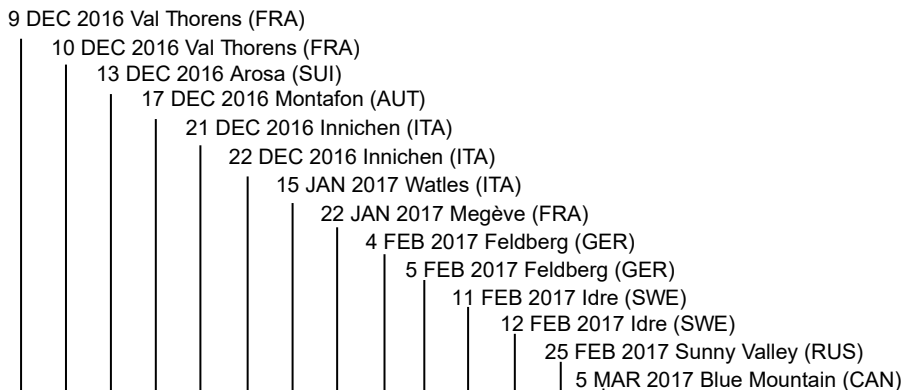 9 DEC 2016 Val Thorens (FRA)
10 DEC 2016 Val Thorens (FRA)
13 DEC 2016 Arosa (SUI)
17 DEC 2016 Montafon (AUT)
21 DEC 2016 Innichen (ITA)
22 DEC 2016 Innichen (ITA)
15 JAN 2017 Watles (ITA)
22 JAN 2017 Megève (FRA)
4 FEB 2017 Feldberg (GER)
5 FEB 2017 Feldberg (GER)
11 FEB 2017 Idre (SWE)
12 FEB 2017 Idre (SWE)
25 FEB 2017 Sunny Valley (RUS)
5 MAR 2017 Blue Mountain (CAN)